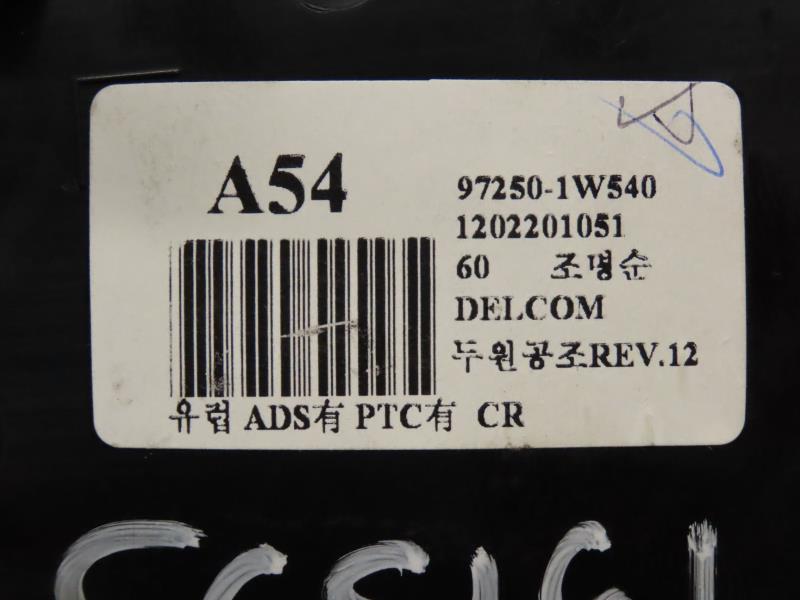 A54
97250-1W540
1202201051
60 조명순
DELCOM
두원공조REV.12
유럽 ADS有 PTC有 CR